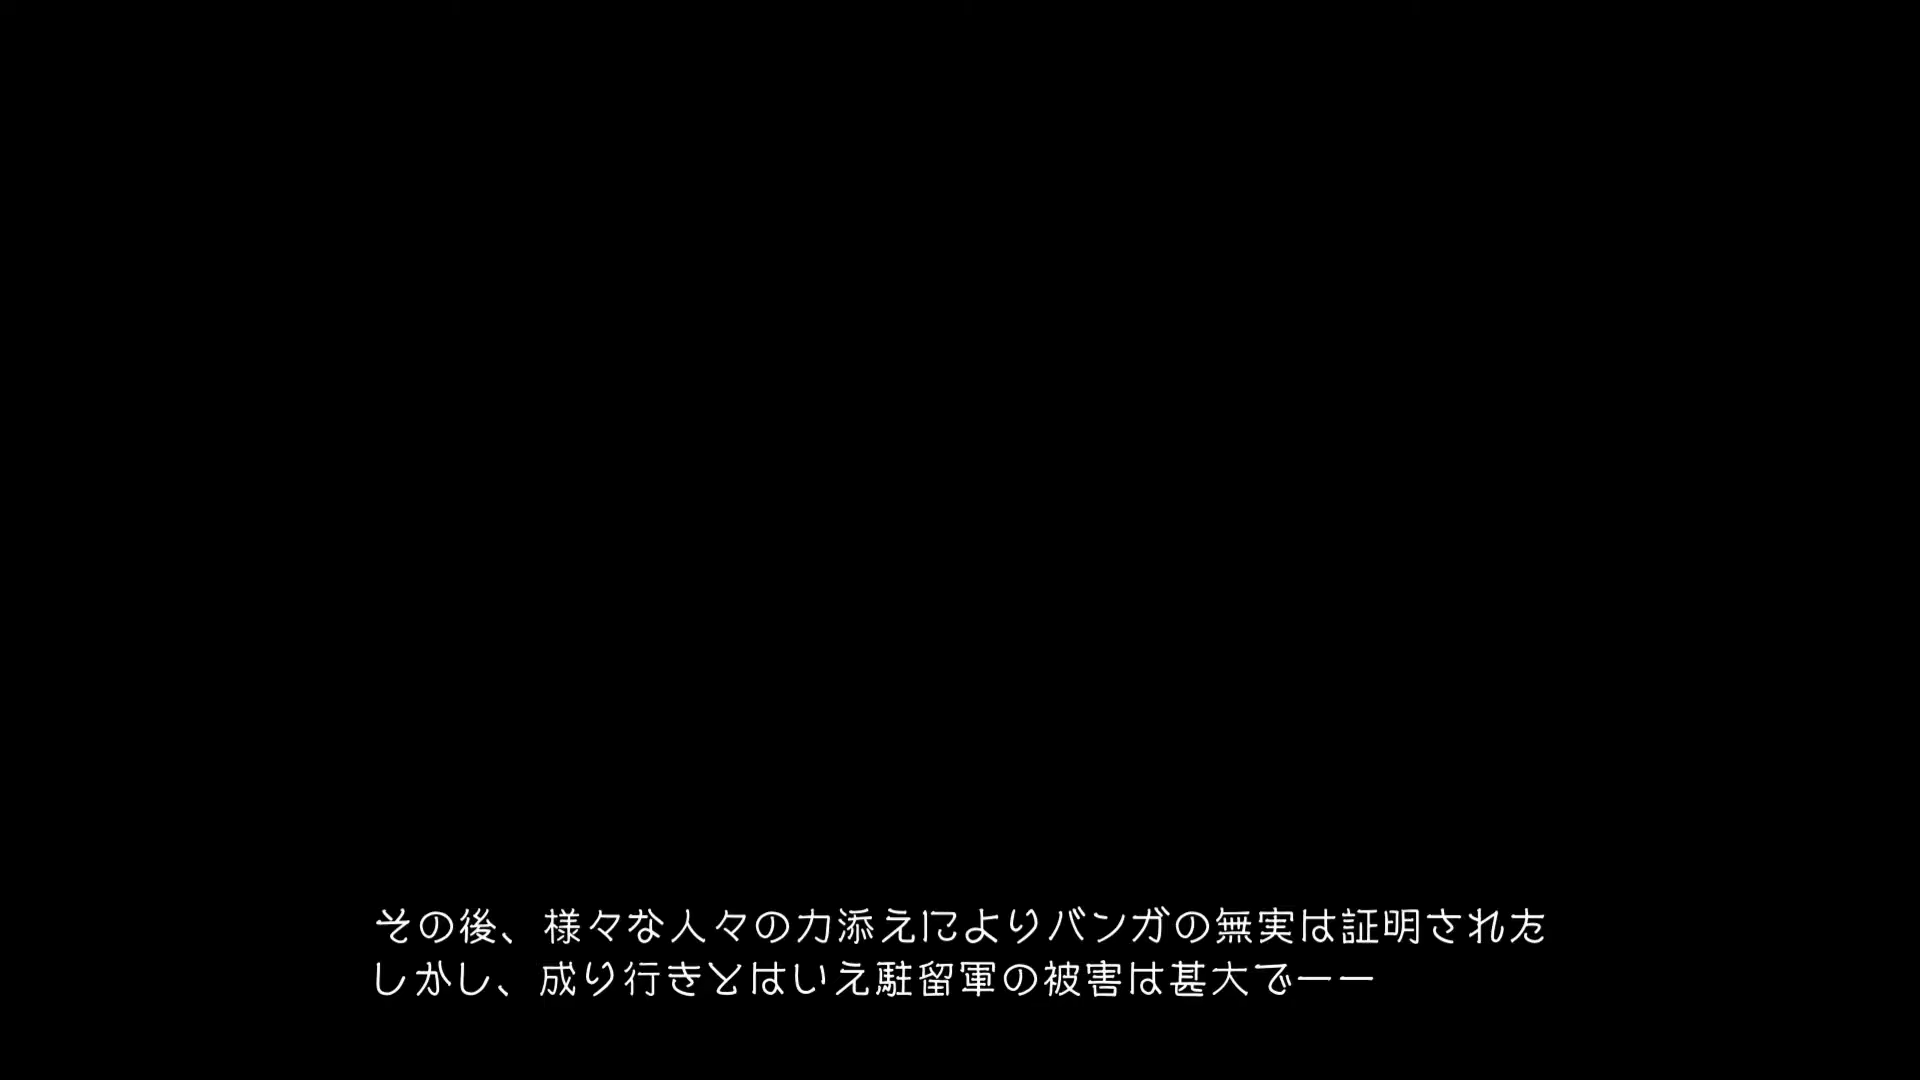 その後、様々な人々の力添えによりバンガの無実は証明された
しかし、成り行きとはいえ駐留軍の被害は甚大でーー